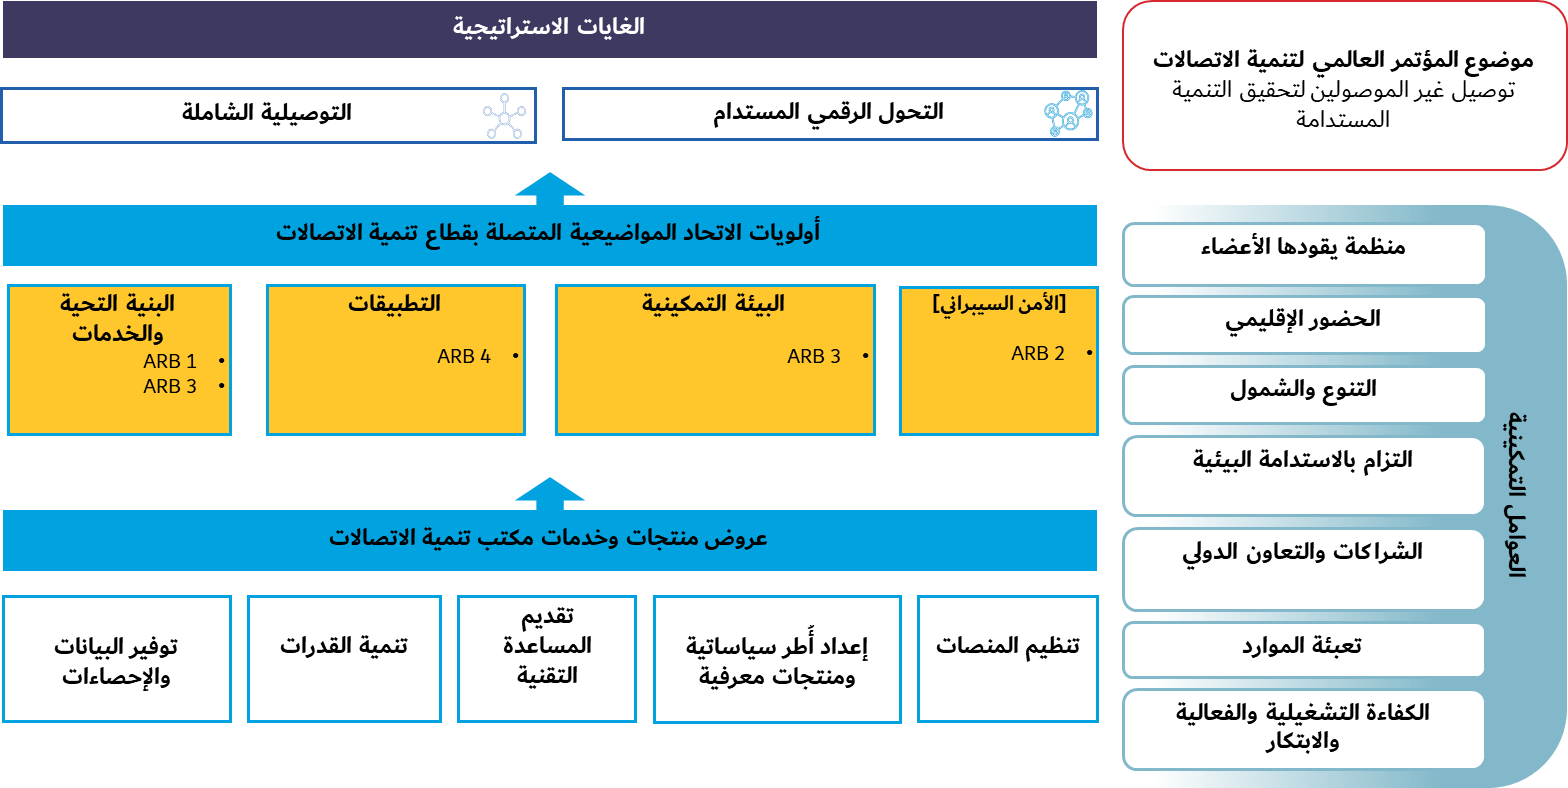 موضوع المؤتمر العالمي لتنمية الاتصالات
توصيل غير الموصولين لتحقيق التنمية
المستدامة
الغايات الاستراتيجية
التحول الرقمي المستدام
التوصيلية الشاملة
أولويات الاتحاد المواضيعية المتصلة بقطاع تنمية الاتصالات
[الأمن السيبراني]
• ARB 2
البيئة التمكينية
• ARB 3
التطبيقات
• ARB 4
البنية التحية
والخدمات
• ARB 1
• ARB 3
عروض منتجات وخدمات مكتب تنمية الاتصالات
تنظيم المنصات
إعداد أُطر سياساتية
ومنتجات معرفية
تقديم
المساعدة
التقنية
تنمية القدرات
توفير البيانات
والإحصاءات
العوامل التمكينية
منظمة يقودها الأعضاء
الحضور الإقليمي
التنوع والشمول
التزام بالاستدامة البيئية
الشراكات والتعاون الدولي
تعبئة الموارد
الكفاءة التشغيلية والفعالية
والابتكار